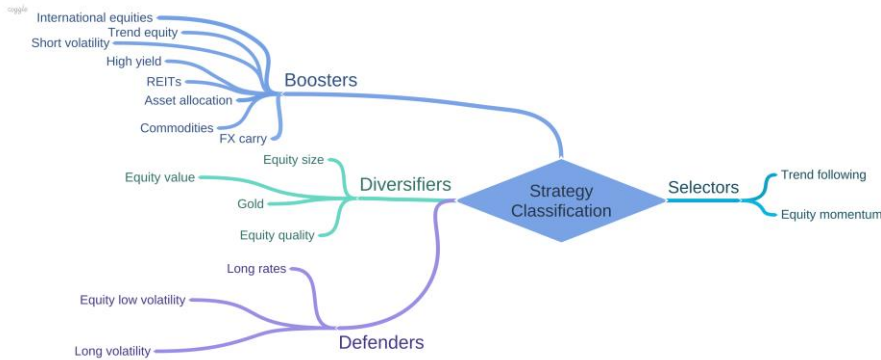 coggle
International equities
Trend equity
Short volatility
High yield
REITs
Asset allocation
Commodities
FX carry
Boosters
Equity size
Equity value
Gold
Equity quality
Diversifiers
Strategy
Classification
Selectors
Trend following
Equity momentum
Long rates
Equity low volatility
Long volatility
Defenders